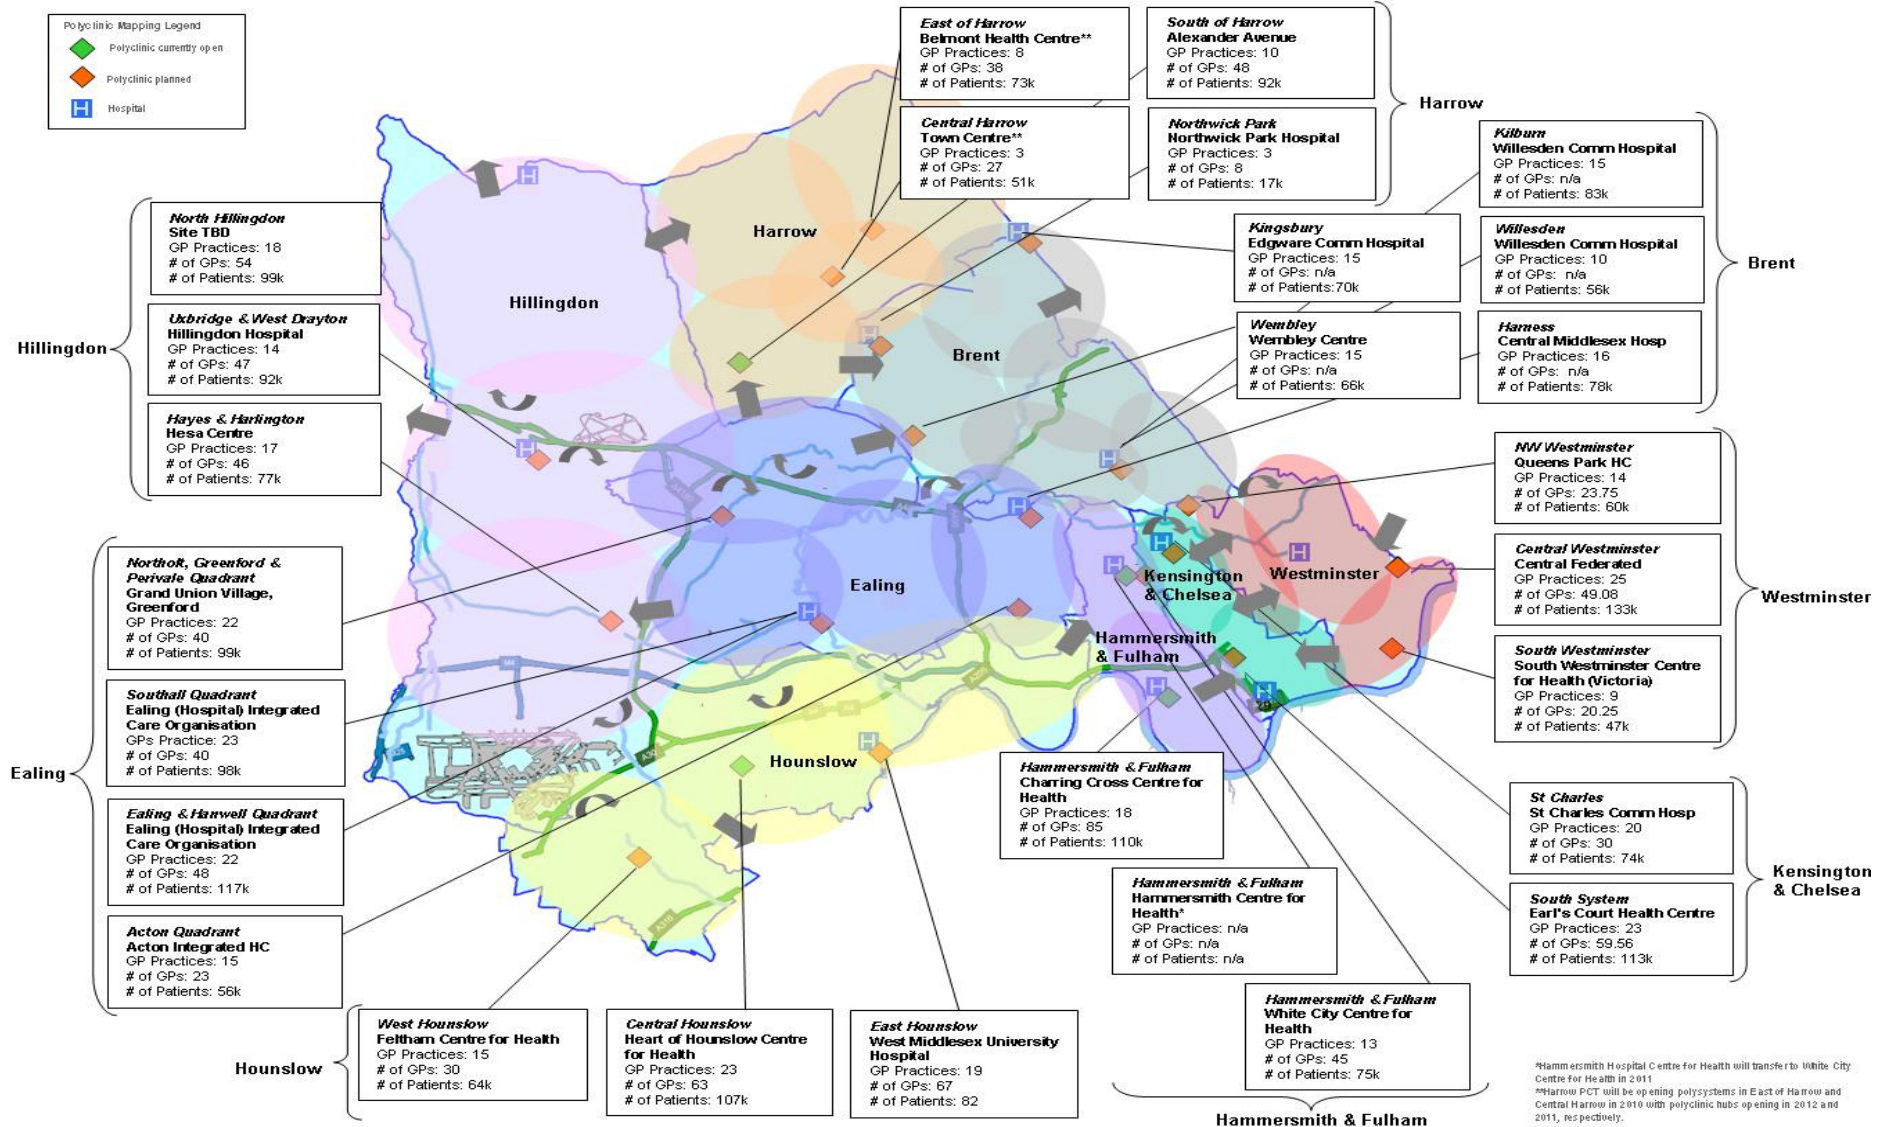 Polyclinic Mapping Legend
Polyclinic currently open
Polyclinic planned
H Hospital
East of Harrow
Belmont Health Centre**
GP Practices: 8
# of GPs: 38
# of Patients: 73k
South of Harrow
Alexander Avenue
GP Practices: 10
# of GPs: 48
# of Patients: 92k
Central Harrow
Town Centre**
GP Practices: 3
# of GPs: 27
# of Patients: 51k
Northwick Park
Northwick Park Hospital
GP Practices: 3
# of GPs: 8
# of Patients: 17k
Harrow
Kilburn
Willesden Comm Hospital
GP Practices: 15
# of GPs: n/a
# of Patients: 83k
Kingsbury
Edgware Comm Hospital
GP Practices: 15
# of GPs: n/a
# of Patients:70k
Willesden
Willesden Comm Hospital
GP Practices: 10
# of GPs: n/a
# of Patients: 56k
Wembley
Wembley Centre
GP Practices: 15
# of GPs: n/a
# of Patients: 66k
Harness
Central Middlesex Hosp
GP Practices: 16
# of GPs: n/a
# of Patients: 78k
Brent
North Hillingdon
Site TBD
GP Practices: 18
# of GPs: 54
# of Patients: 99k
Uxbridge & West Drayton
Hillingdon Hospital
GP Practices: 14
# of GPs: 47
# of Patients: 92k
Hayes & Harlington
Hesa Centre
GP Practices: 17
# of GPs: 46
# of Patients: 77k
Hillingdon
Harrow
Hillingdon
Brent
Ealing
Kensington
& Chelsea
Westminster
Hammersmith
& Fulham
Hounslow
NW Westminster
Queens Park HC
GP Practices: 14
# of GPs: 23.75
# of Patients: 60k
Central Westminster
Central Federated
GP Practices: 25
# of GPs: 49.08
# of Patients: 133k
South Westminster
South Westminster Centre
for Health (Victoria)
GP Practices: 9
# of GPs: 20.25
# of Patients: 47k
Westminster
Northolt, Greenford &
Perivale Quadrant
Grand Union Village,
Greenford
GP Practices: 22
# of GPs: 40
# of Patients: 99k
Southall Quadrant
Ealing (Hospital) Integrated
Care Organisation
GPs Practice: 23
# of GPs: 40
# of Patients: 98k
Ealing & Hanwell Quadrant
Ealing (Hospital) Integrated
Care Organisation
GP Practices: 22
# of GPs: 48
# of Patients: 117k
Acton Quadrant
Acton Integrated HC
GP Practices: 15
# of GPs: 23
# of Patients: 56k
Ealing
Hammersmith & Fulham
Charring Cross Centre for
Health
GP Practices: 18
# of GPs: 85
# of Patients: 110k
Hammersmith & Fulham
Hammersmith Centre for
Health*
GP Practices: n/a
# of GPs: n/a
# of Patients: n/a
Hammersmith & Fulham
White City Centre for
Health
GP Practices: 13
# of GPs: 45
# of Patients: 75k
Hammersmith & Fulham
St Charles
St Charles Comm Hosp
GP Practices: 20
# of GPs: 30
# of Patients: 74k
South System
Earl's Court Health Centre
GP Practices: 23
# of GPs: 59.56
# of Patients: 113k
Kensington
& Chelsea
West Hounslow
Feltham Centre for Health
GP Practices: 15
# of GPs: 30
# of Patients: 64k
Central Hounslow
Heart of Hounslow Centre
for Health
GP Practices: 23
# of GPs: 63
# of Patients: 107k
East Hounslow
West Middlesex University
Hospital
GP Practices: 19
# of GPs: 67
# of Patients: 82
Hounslow
*Hammersmith Hospital Centre for Health will transfer to White City
Centre for Health in 2011
**Harrow PCT will be opening polysystems in East of Harrow and
Central Harrow in 2010 with polyclinic hubs opening in 2012 and
2011, respectively.